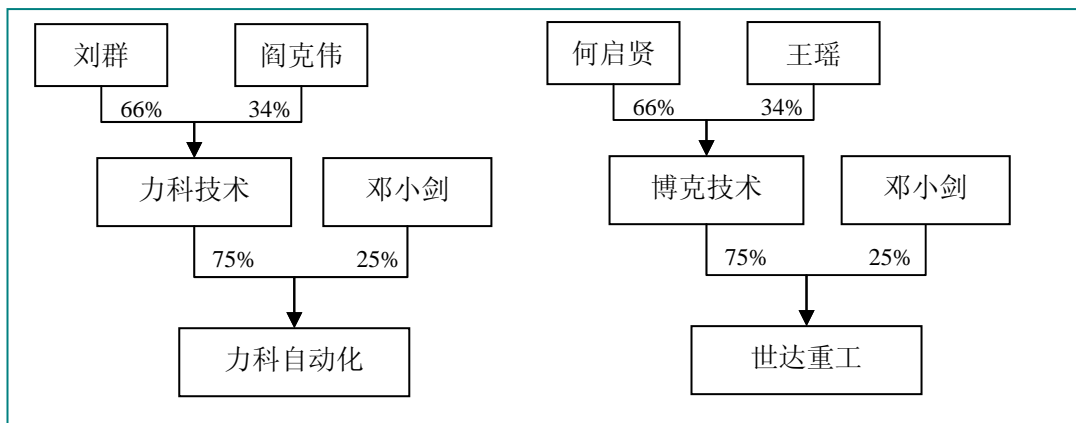 刘群
阎克伟
何启贤
王瑶
66%
34%
66%
34%
力科技术
邓小剑
博克技术
邓小剑
75%
25%
75%
25%
力科自动化
世达重工